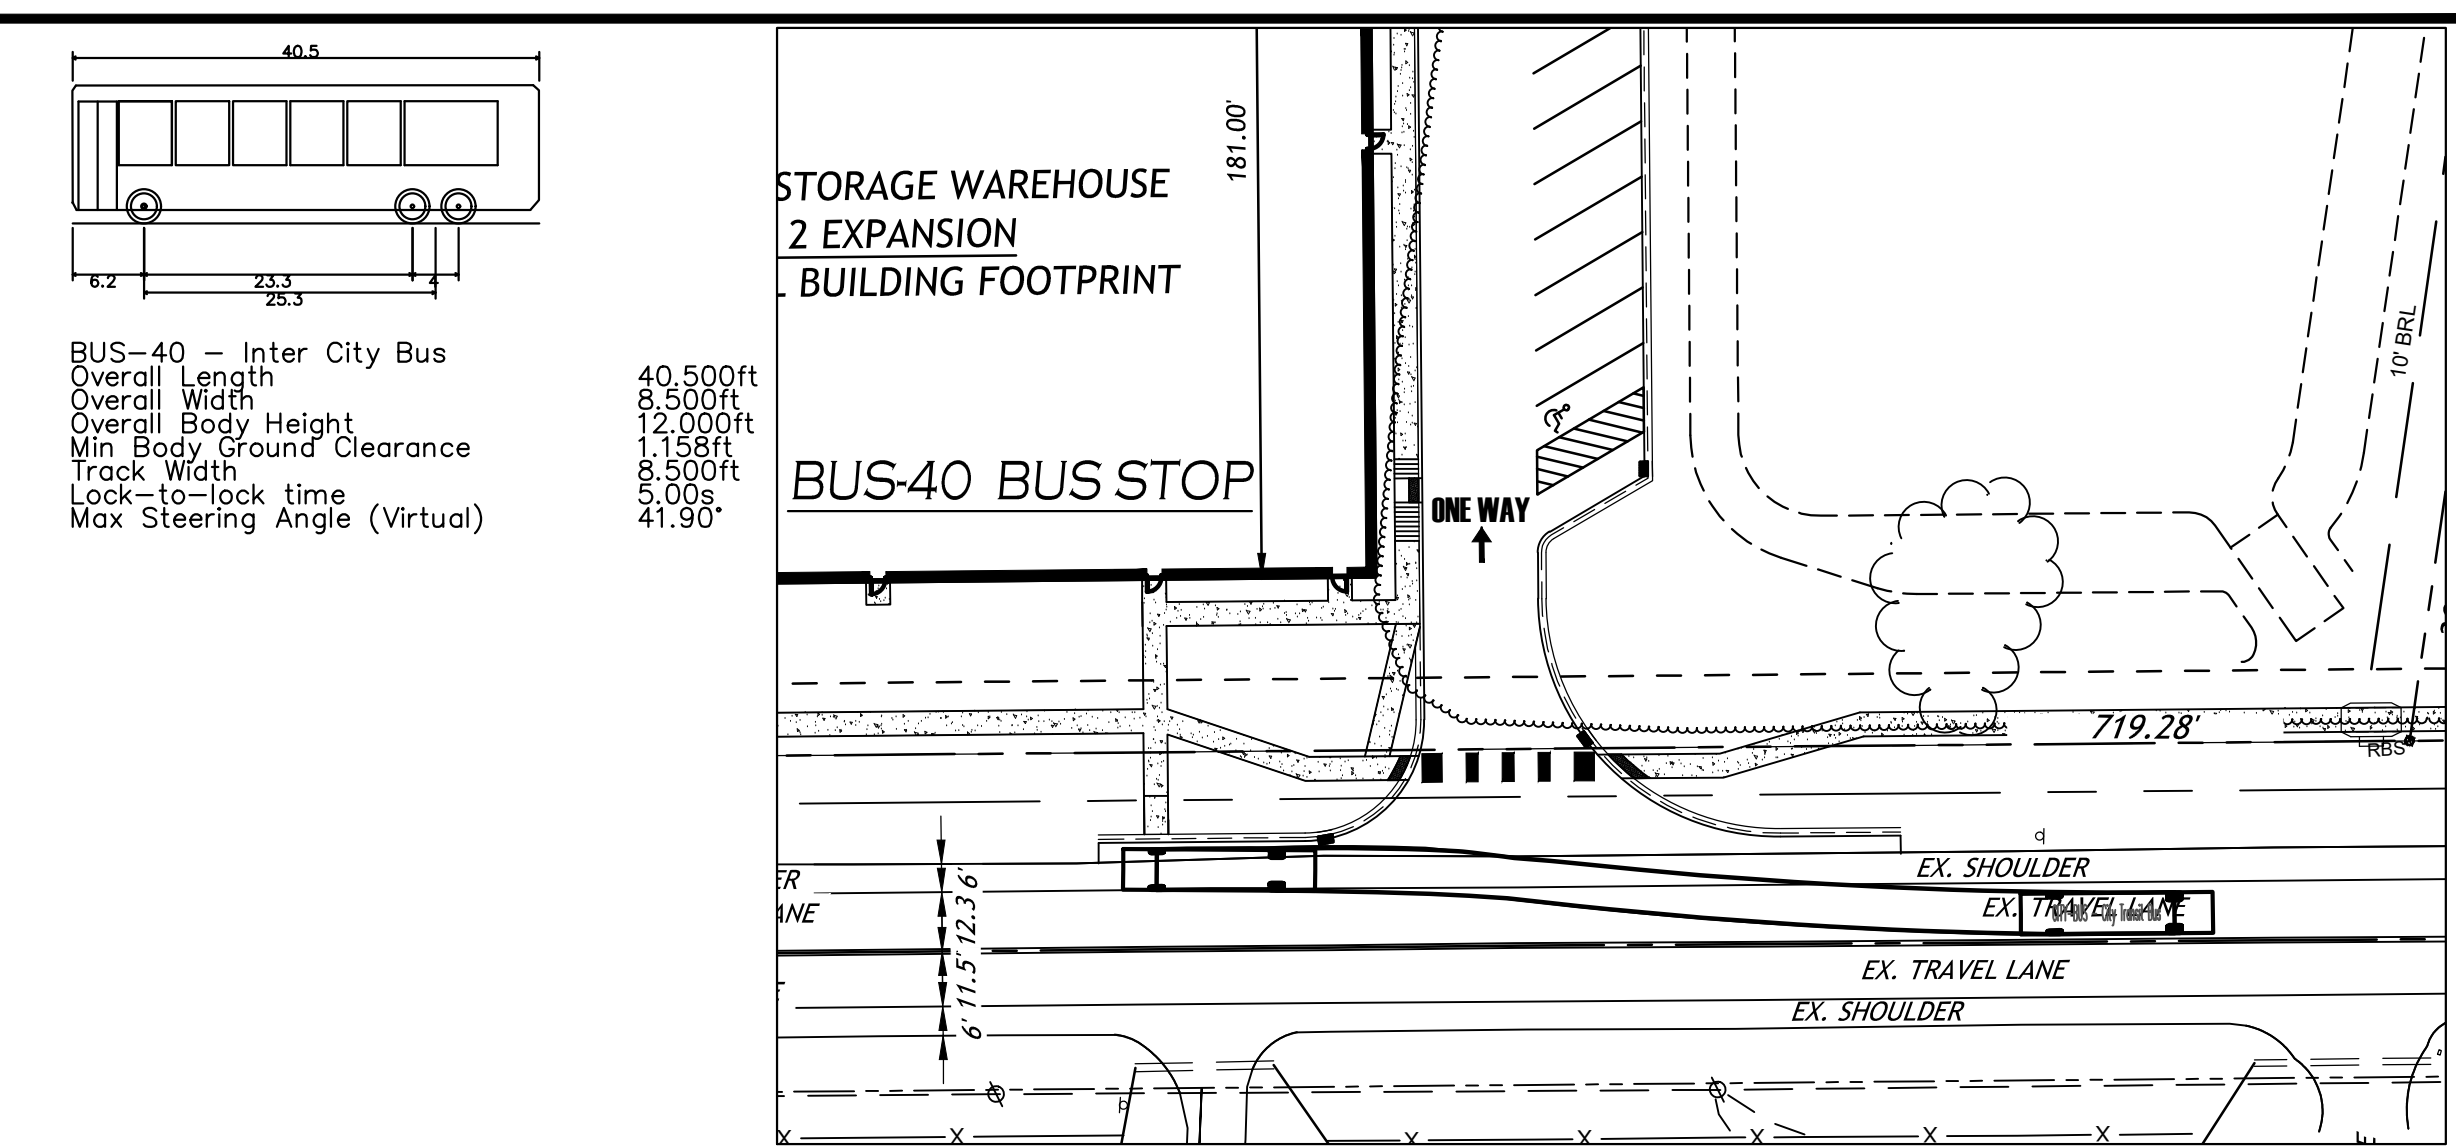 40.5
6.2
23.3
4
25.3
BUS-40 - Inter City Bus
Overall Length 40.500ft
Overall Width 8.500ft
Overall Body Height 12.000ft
Min Body Ground Clearance 1.158ft
Track Width 8.500ft
Lock-to-lock time 5.00s
Max Steering Angle (Virtual) 41.90°
181.00'
STORAGE WAREHOUSE
2 EXPANSION
BUILDING FOOTPRINT
BUS-40 BUS STOP
ONE WAY
10' BRL
719.28'
RBS
EX. SHOULDER
ER
ANE
EX. TRAVEL LANE
City Transit Bus
EX. TRAVEL LANE
EX. SHOULDER
6' 11.5' 12.3 6'
X
X
X
X
X
X
X